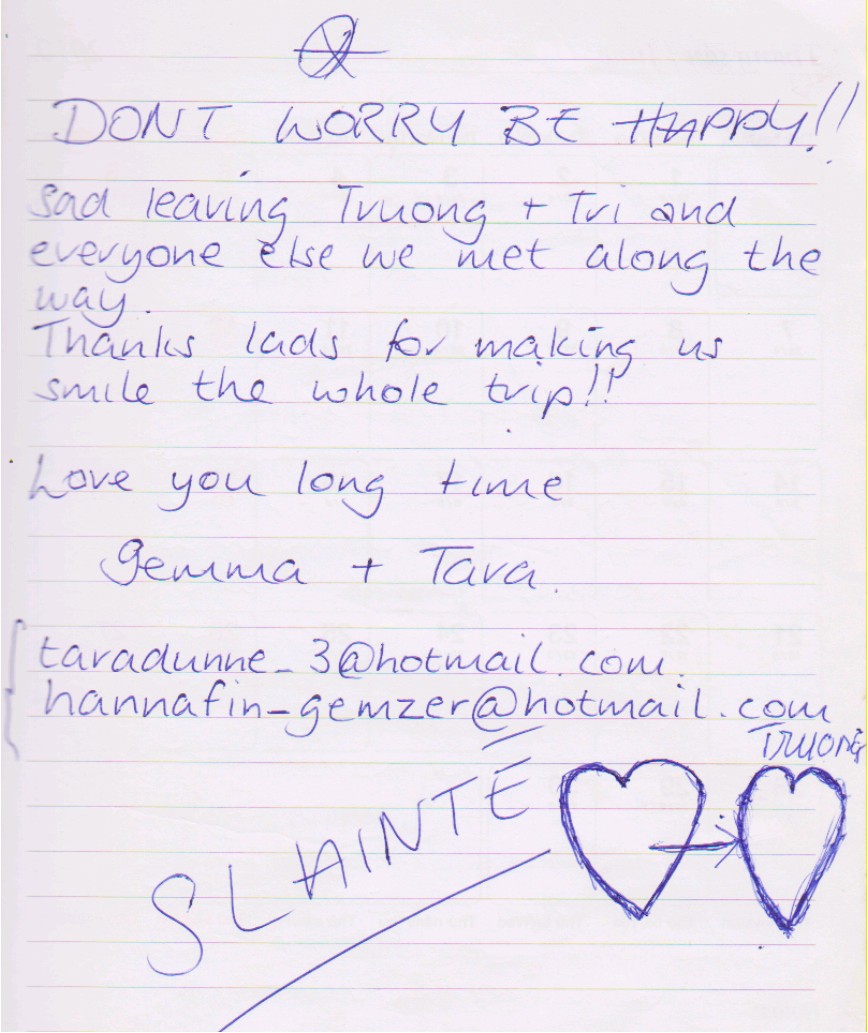 DONT WORRY BE HAPPY!!
Sad leaving Truong + Tri and
everyone else we met along the
way.
Thanks lads for making us
smile the whole trip!!
Love you long time
Gemma + Tara.
taradunne_3@hotmail.com.
hannafin_gemzer@hotmail.com
Truong
SLAINTÉ